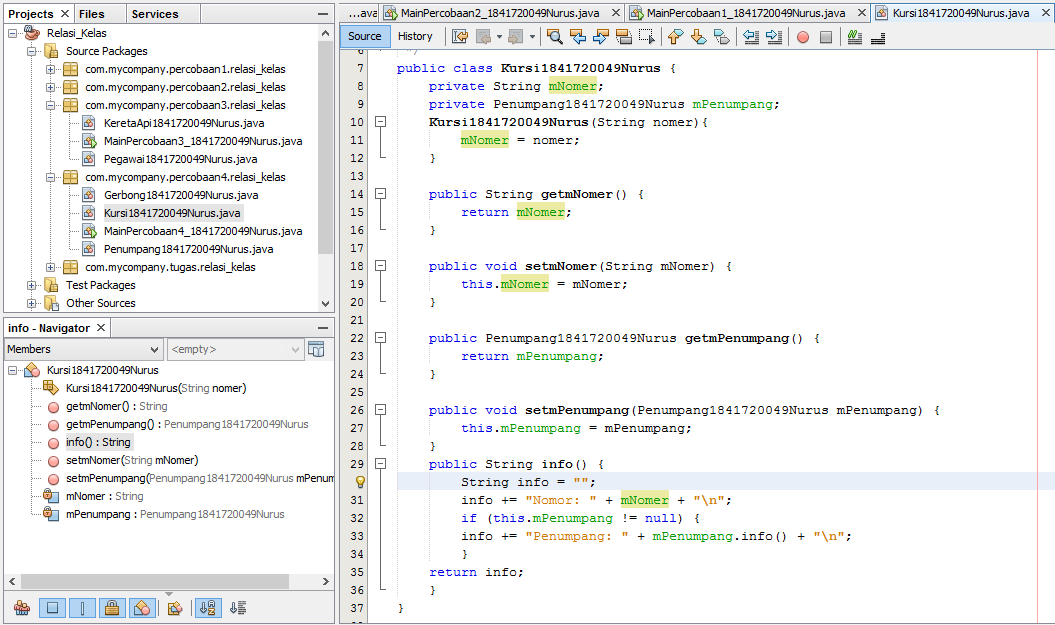 Projects
Files
Services
Relasi_Kelas
Source Packages
com.mycompany.percobaan1.relasi_kelas
com.mycompany.percobaan2.relasi_kelas
com.mycompany.percobaan3.relasi_kelas
KeretaApi1841720049Nurus.java
MainPercobaan3_1841720049Nurus.java
Pegawai1841720049Nurus.java
com.mycompany.percobaan4.relasi_kelas
Gerbong1841720049Nurus.java
Kursi1841720049Nurus.java
MainPercobaan4_1841720049Nurus.java
Penumpang1841720049Nurus.java
com.mycompany.tugas.relasi_kelas
Test Packages
Other Sources
info - Navigator
Members
<empty>
Kursi1841720049Nurus
Kursi1841720049Nurus(String nomer)
getmNomer() : String
getmPenumpang() : Penumpang1841720049Nurus
info() : String
setmNomer(String mNomer)
setmPenumpang(Penumpang1841720049Nurus mPenum
mNomer : String
mPenumpang : Penumpang1841720049Nurus
...ava
MainPercobaan2_1841720049Nurus.java
MainPercobaan1_1841720049Nurus.java
Kursi1841720049Nurus.java
Source
History
6 */
7 public class Kursi1841720049Nurus {
8 private String mNomer;
9 private Penumpang1841720049Nurus mPenumpang;
10 Kursi1841720049Nurus(String nomer){
11 mNomer = nomer;
12 }
13
14 public String getmNomer() {
15 return mNomer;
16 }
17
18 public void setmNomer(String mNomer) {
19 this.mNomer = mNomer;
20 }
21
22 public Penumpang1841720049Nurus getmPenumpang() {
23 return mPenumpang;
24 }
25
26 public void setmPenumpang(Penumpang1841720049Nurus mPenumpang) {
27 this.mPenumpang = mPenumpang;
28 }
29 public String info() {
String info = "";
31 info += "Nomor: " + mNomer + "\n";
32 if (this.mPenumpang != null) {
33 info += "Penumpang: " + mPenumpang.info() + "\n";
34 }
35 return info;
36 }
37 }